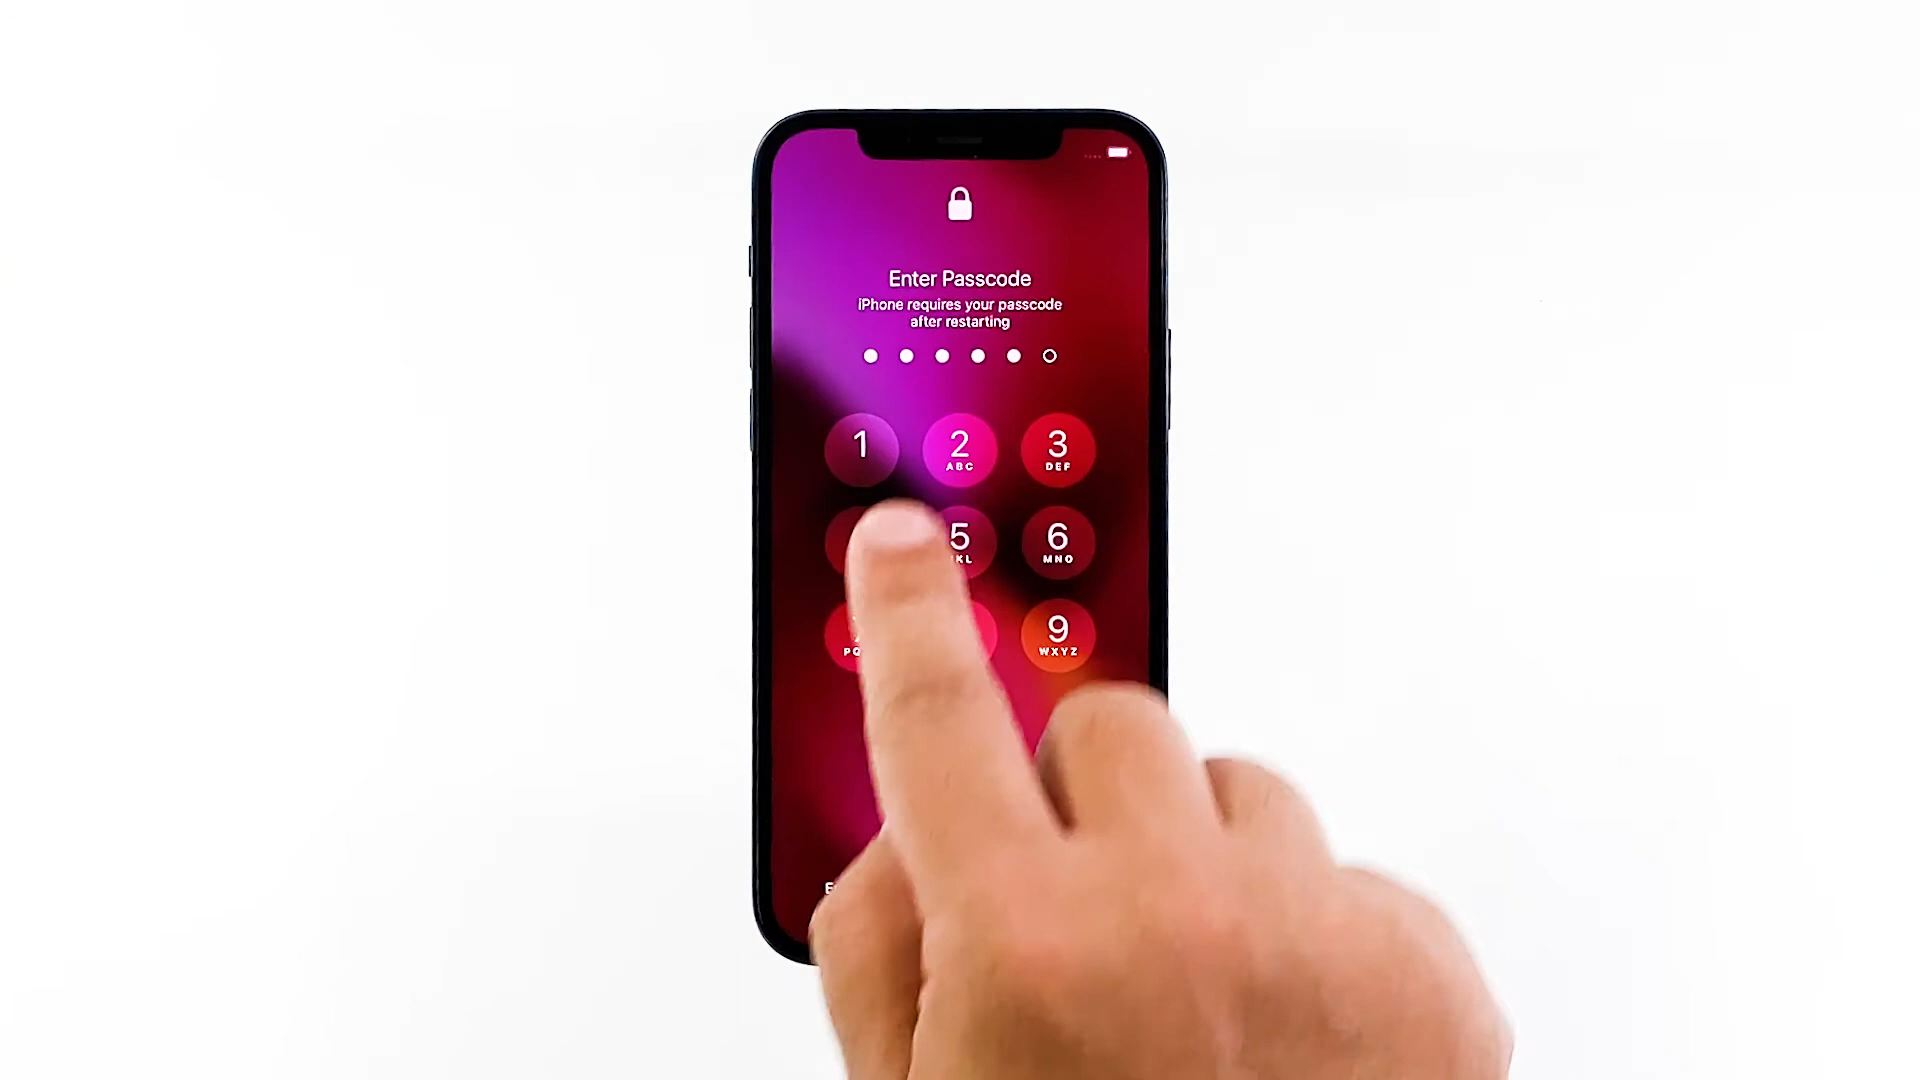 Enter Passcode
iPhone requires your passcode
after restarting
1 2 3
ABC DEF
5 6
MNO
9
WXYZ